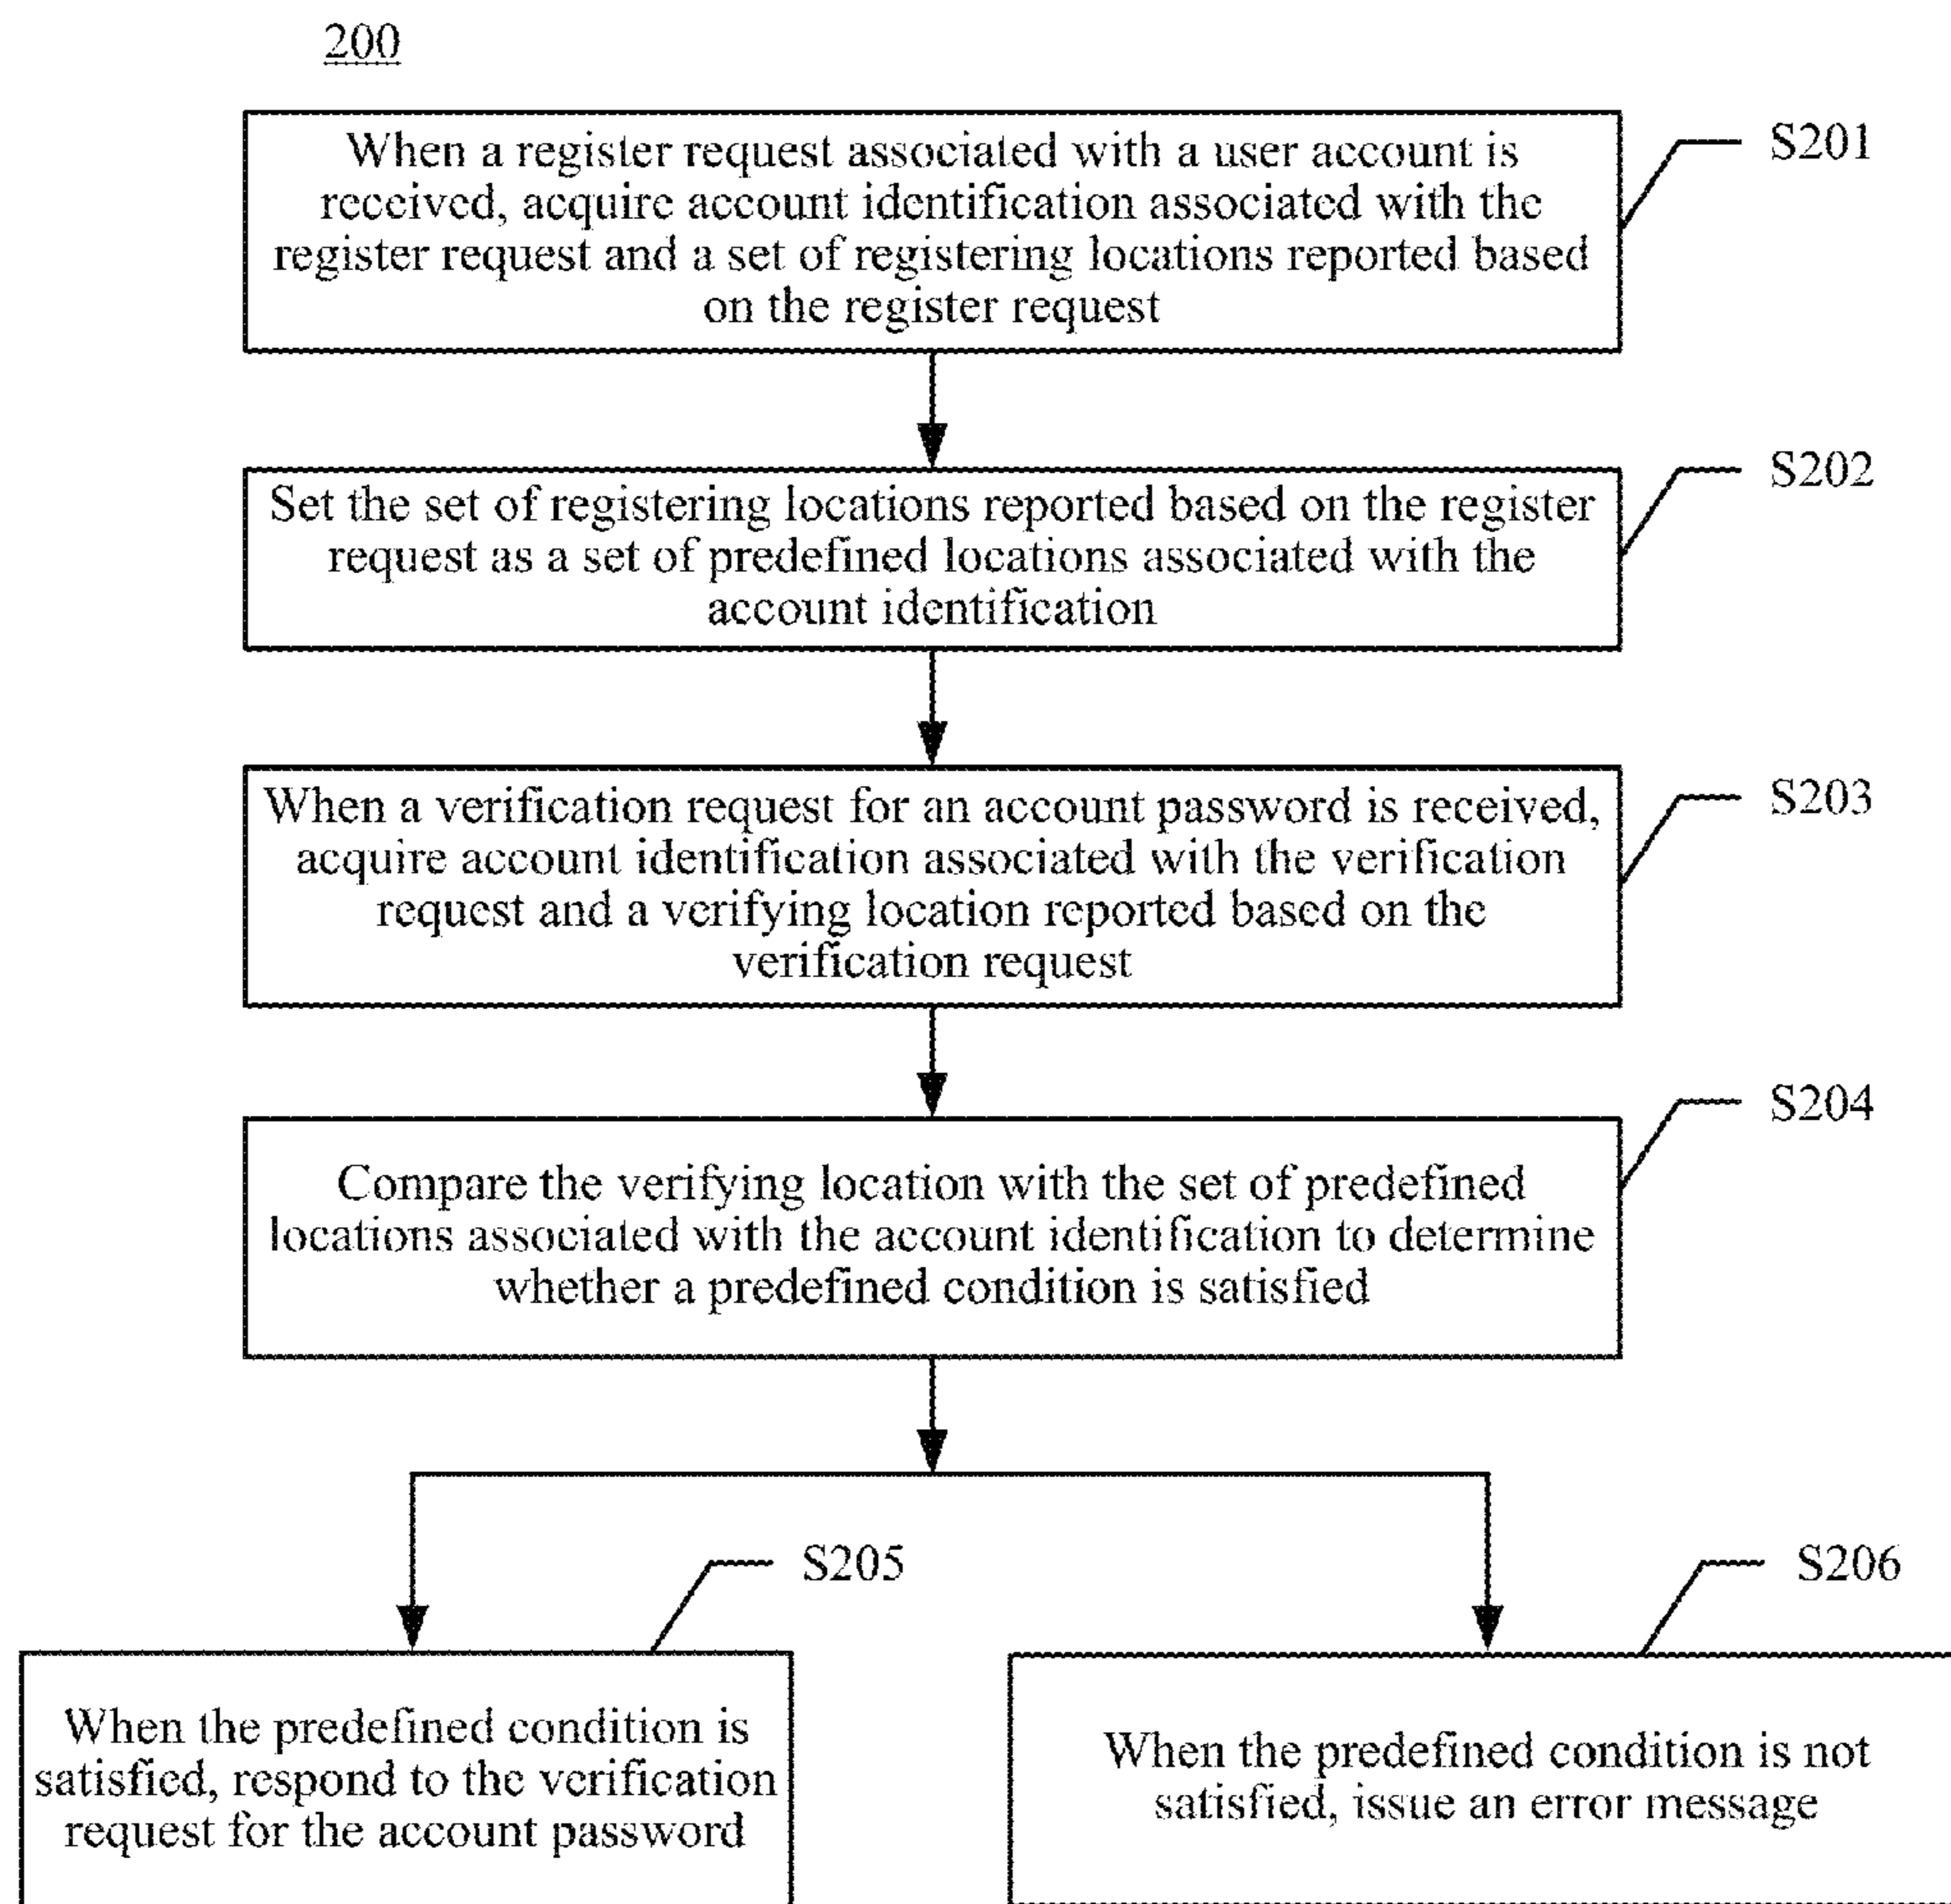 200
When a register request associated with a user account is
received, acquire account identification associated with the
register request and a set of registering locations reported based
on the register request
S201
Set the set of registering locations reported based on the register
request as a set of predefined locations associated with the
account identification
S202
When a verification request for an account password is received,
acquire account identification associated with the verification
request and a verifying location reported based on the
verification request
S203
Compare the verifying location with the set of predefined
locations associated with the account identification to determine
whether a predefined condition is satisfied
S204
S205
When the predefined condition is
satisfied, respond to the verification
request for the account password
S206
When the predefined condition is not
satisfied, issue an error message